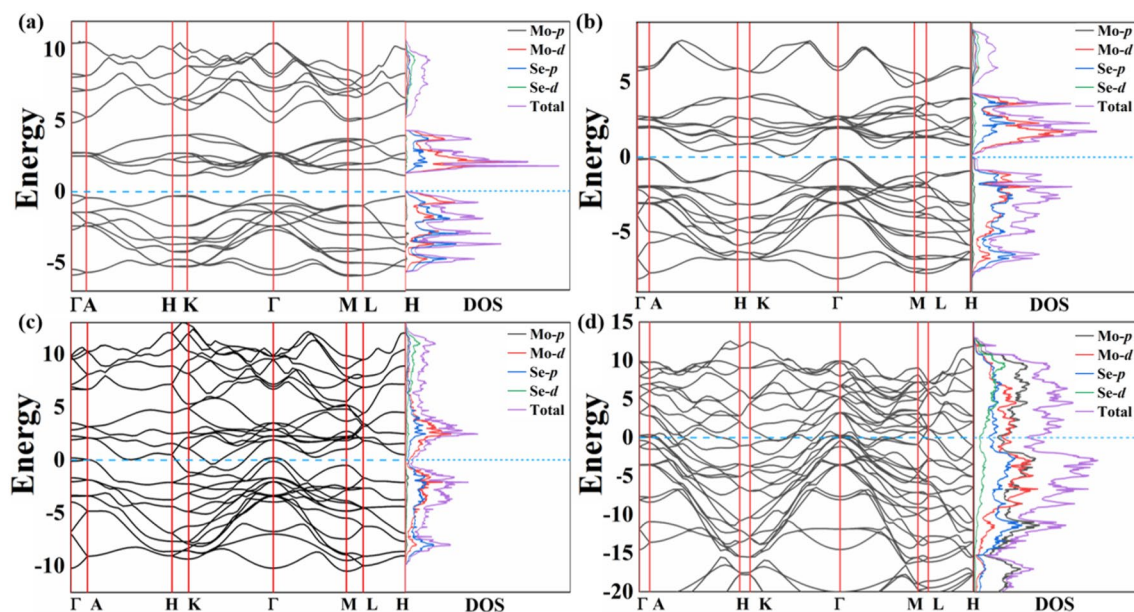 (a)
Energy
10
5
0
-5
Γ A H K Γ M L H DOS
Mo-p
Mo-d
Se-p
Se-d
Total
(b)
Energy
5
0
-5
Γ A H K Γ M L H DOS
Mo-p
Mo-d
Se-p
Se-d
Total
(c)
Energy
10
5
0
-5
-10
Γ A H K Γ M L H DOS
Mo-p
Mo-d
Se-p
Se-d
Total
(d)
Energy
15
10
5
0
-5
-10
-15
-20
Γ A H K Γ M L H DOS
Mo-p
Mo-d
Se-p
Se-d
Total